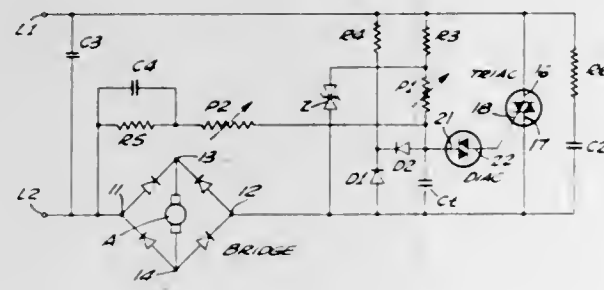 L1
C3
R4
R3
C4
P2
R5
Z
P1
TRIAC
16
18
17
R6
C2
21
22
DIAC
D2
D1
Ct
L2
11
13
12
A
14
BRIDGE